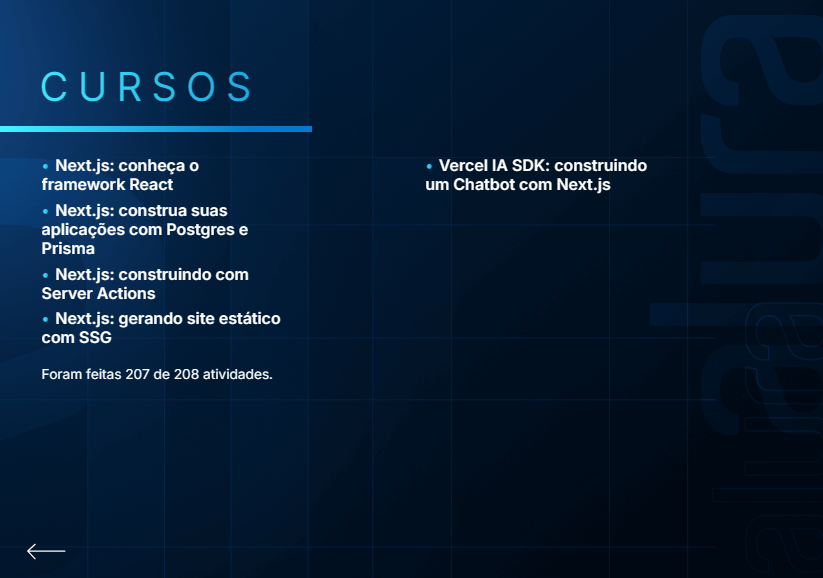 CURSOS
• Next.js: conheça o
framework React
• Next.js: construa suas
aplicações com Postgres e
Prisma
• Next.js: construindo com
Server Actions
• Next.js: gerando site estático
com SSG
Foram feitas 207 de 208 atividades.
• Vercel IA SDK: construindo
um Chatbot com Next.js
alura
alura